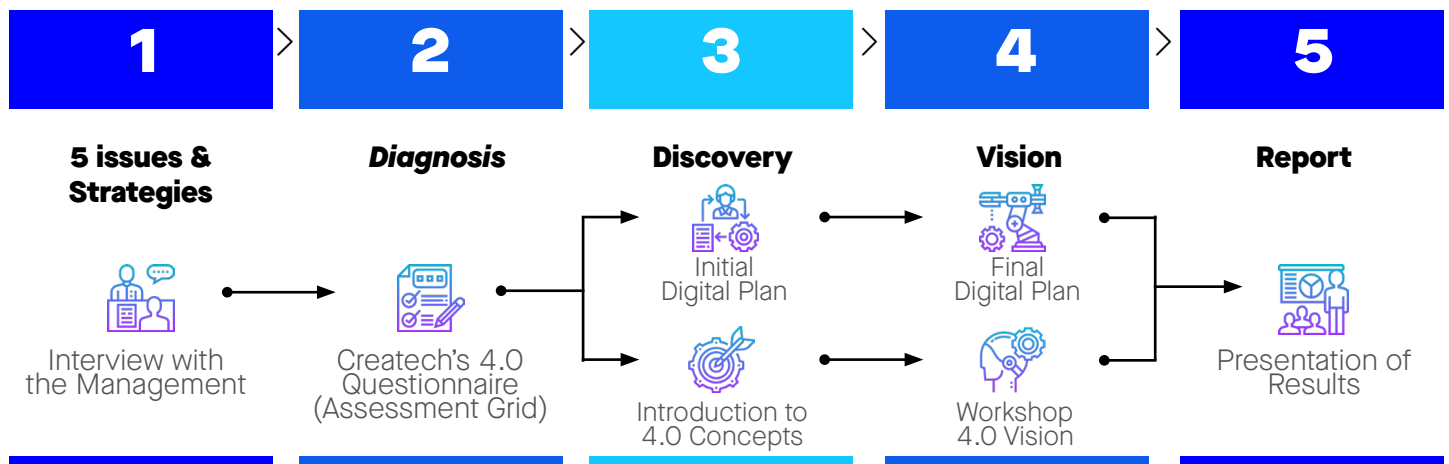 1
2
3
4
5
5 issues &
Strategies
Diagnosis
Discovery
Vision
Report
Interview with
the Management
Createch's 4.0
Questionnaire
(Assessment Grid)
Initial
Digital Plan
Final
Digital Plan
Introduction to
4.0 Concepts
Workshop
4.0 Vision
Presentation of
Results